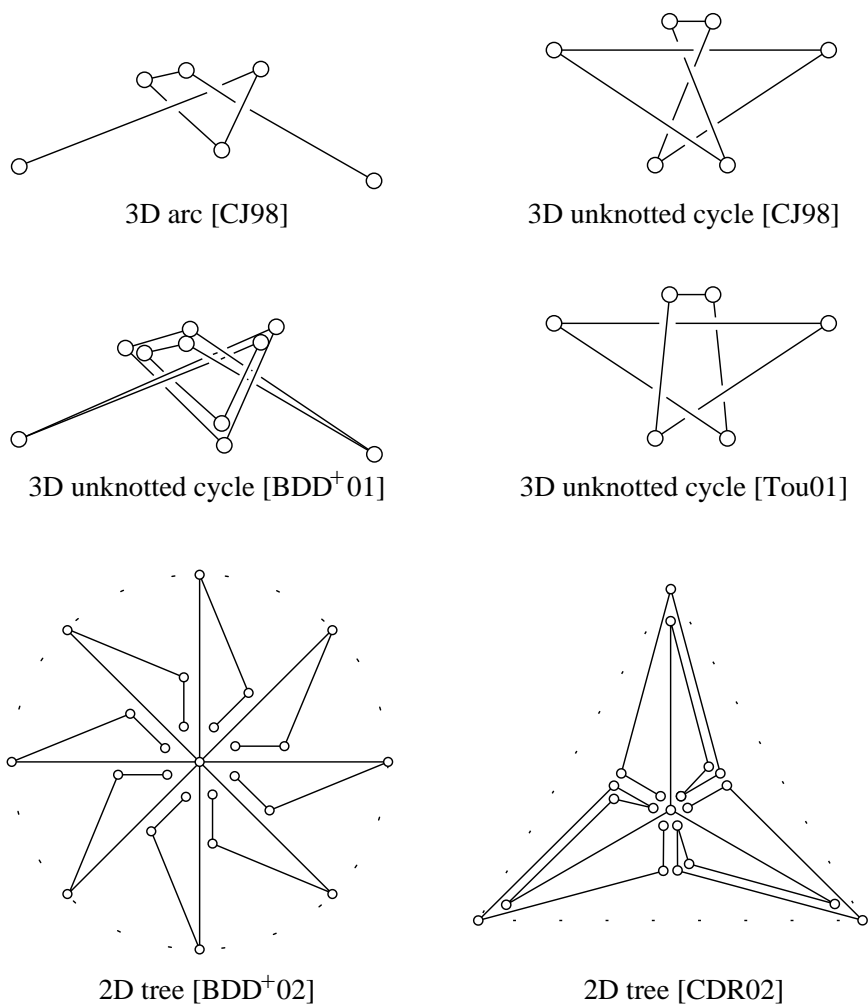 3D arc [CJ98]
3D unknotted cycle [CJ98]
3D unknotted cycle [BDD⁺01]
3D unknotted cycle [Tou01]
2D tree [BDD⁺02]
2D tree [CDR02]